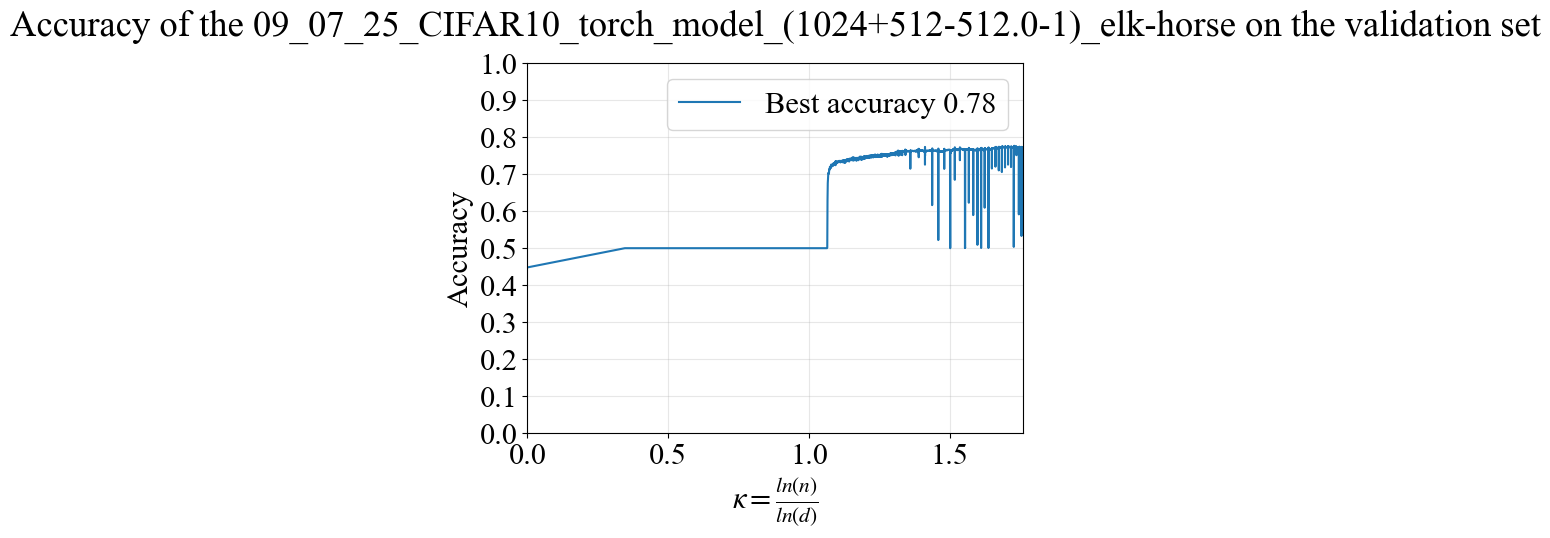 Accuracy of the 09_07_25_CIFAR10_torch_model_(1024+512-512.0-1)_elk-horse on the validation set
Best accuracy 0.78
Accuracy
1.0
0.9
0.8
0.7
0.6
0.5
0.4
0.3
0.2
0.1
0.0
0.0 0.5 1.0 1.5
κ = ln(n) / ln(d)